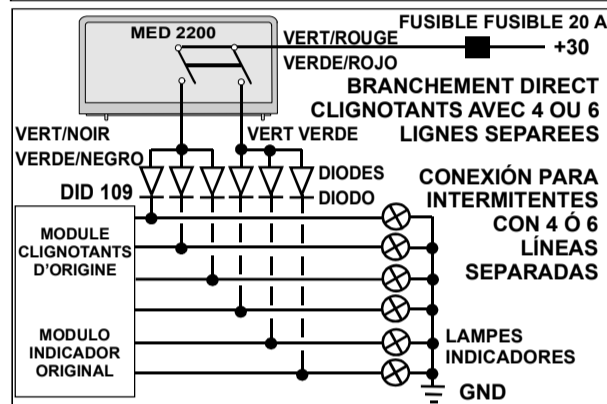 MED 2200
FUSIBLE FUSIBLE 20 A
VERT/ROUGE
VERDE/ROJO
+30
BRANCHEMENT DIRECT
CLIGNOTANTS AVEC 4 OU 6
LIGNES SEPAREES
VERT/NOIR
VERDE/NEGRO
VERT VERDE
DIODES
DIODO
DID 109
CONEXIÓN PARA
INTERMITENTES
CON 4 Ó 6
LÍNEAS
SEPARADAS
MODULE
CLIGNOTANTS
D'ORIGINE
MODULO
INDICADOR
ORIGINAL
LAMPES
INDICADORES
GND